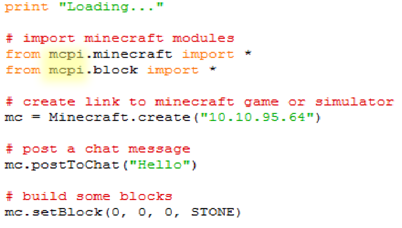 print "Loading..."
# import minecraft modules
from mcpi.minecraft import *
from mcpi.block import *
# create link to minecraft game or simulator
mc = Minecraft.create("10.10.95.64")
# post a chat message
mc.postToChat("Hello")
# build some blocks
mc.setBlock(0, 0, 0, STONE)